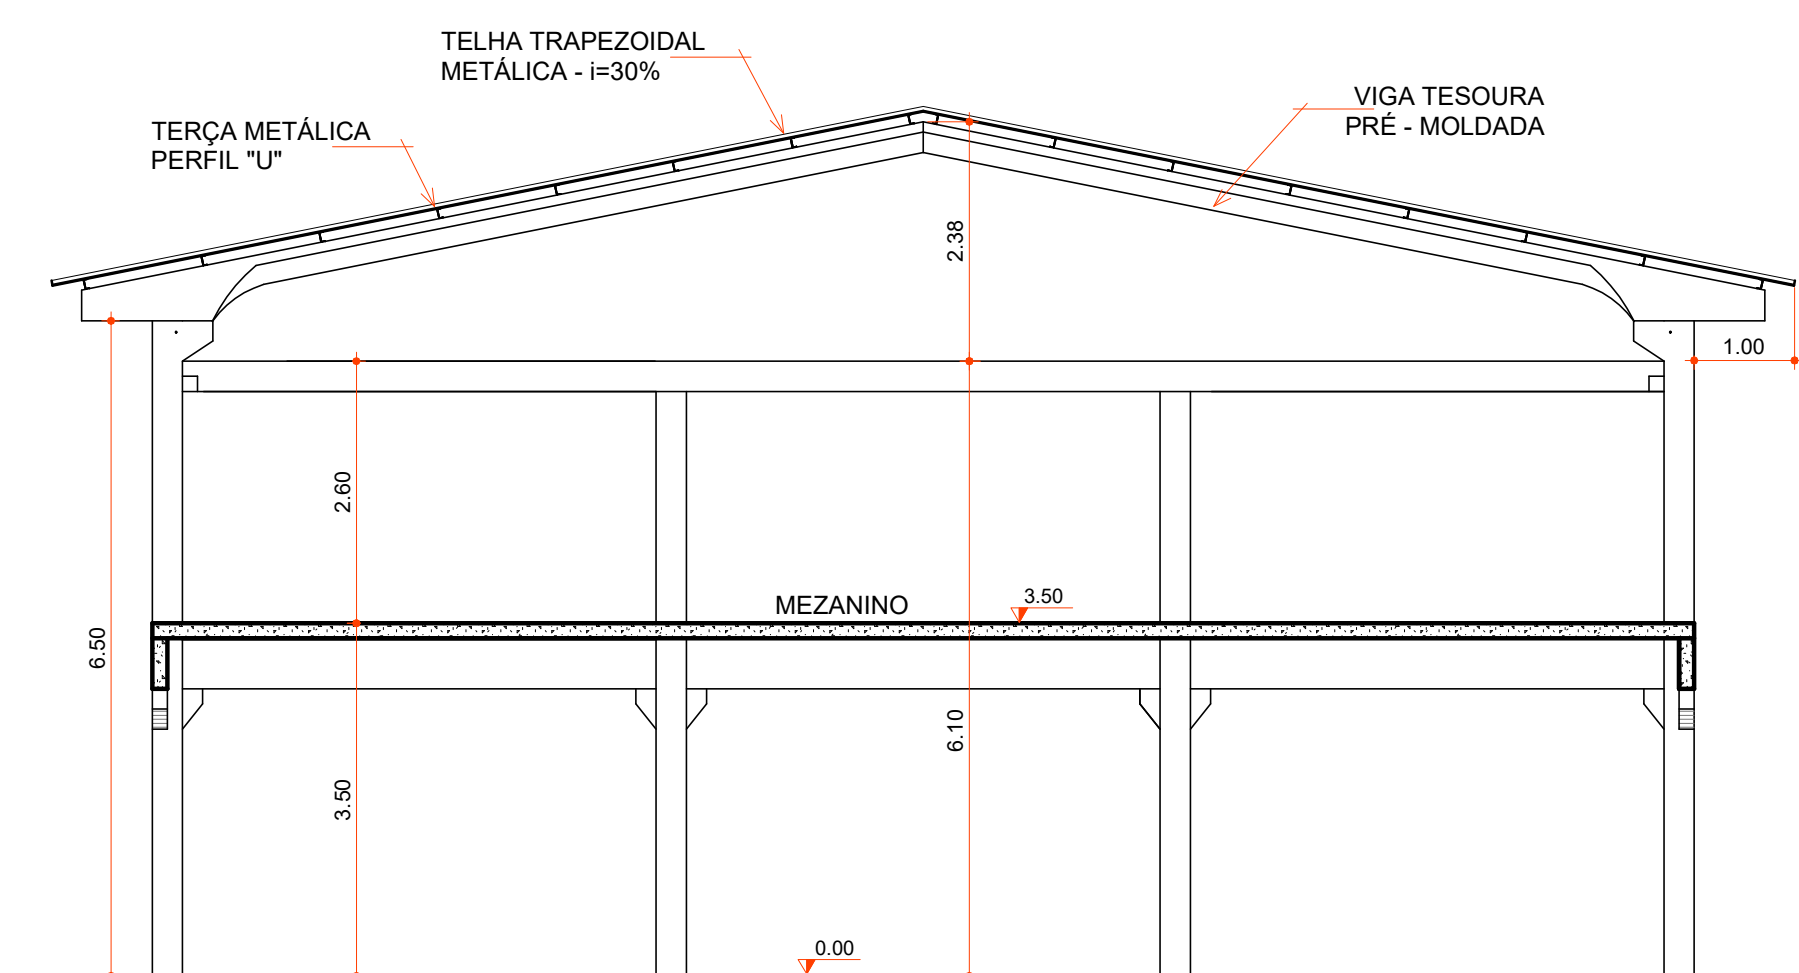 TELHA TRAPEZOIDAL
METÁLICA - i=30%
VIGA TESOURA
PRÉ - MOLDADA
TERÇA METÁLICA
PERFIL "U"
2.38
1.00
2.60
MEZANINO
3.50
6.50
6.10
3.50
0.00